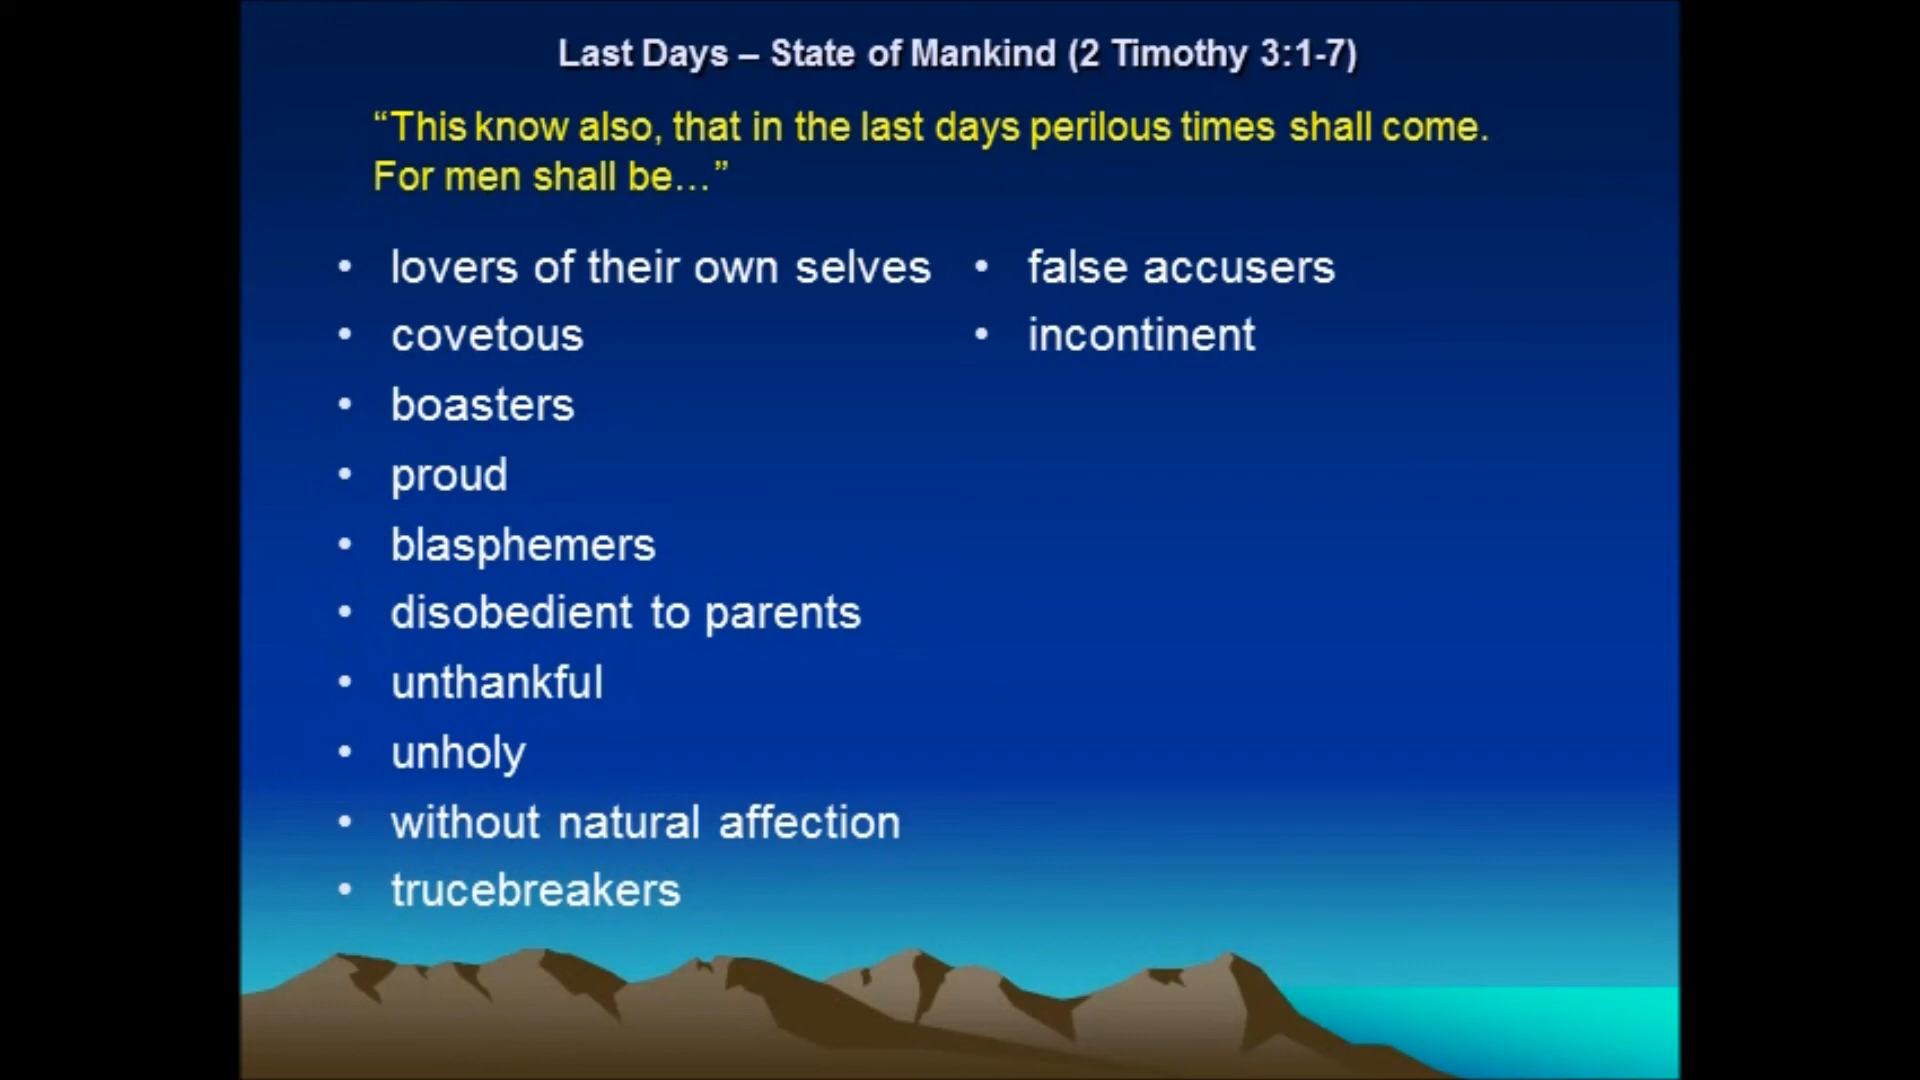 Last Days – State of Mankind (2 Timothy 3:1-7)
“This know also, that in the last days perilous times shall come.
For men shall be…”
• lovers of their own selves
• covetous
• boasters
• proud
• blasphemers
• disobedient to parents
• unthankful
• unholy
• without natural affection
• trucebreakers
• false accusers
• incontinent